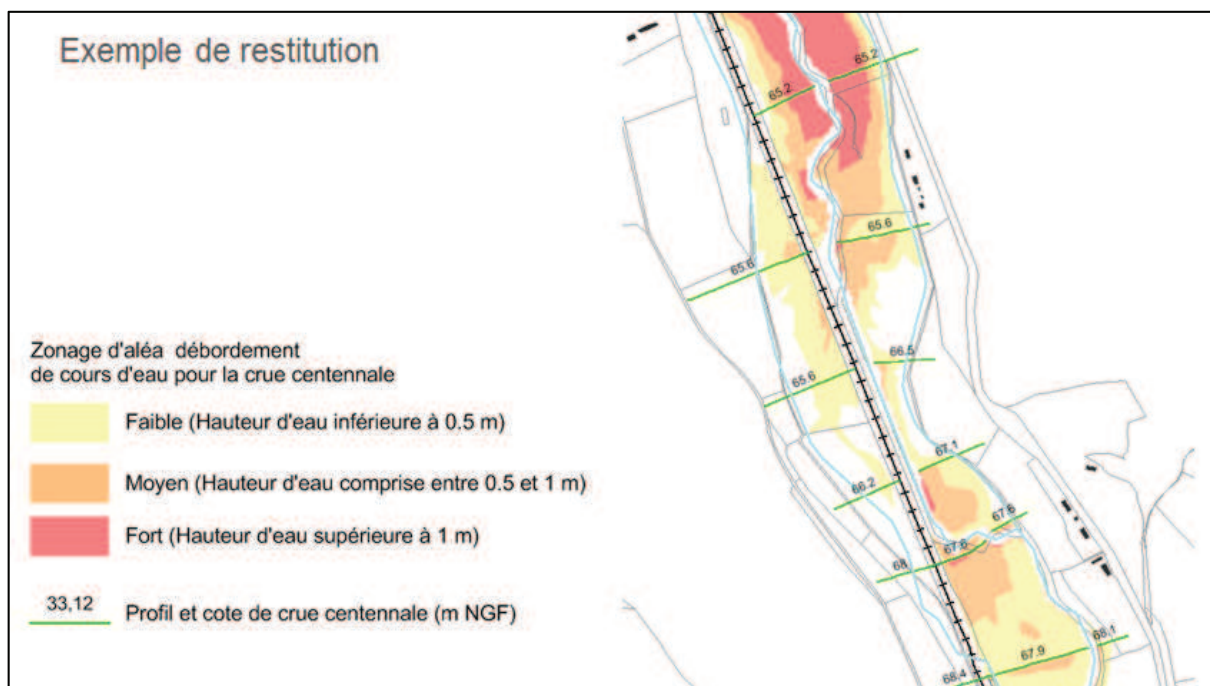 Exemple de restitution
65.2
65.2
65.6
65.6
66.5
65.6
67.1
66.2
67.6
67.6
68
68.1
67.9
68.4
Zonage d'aléa débordement
de cours d'eau pour la crue centennale
Faible (Hauteur d'eau inférieure à 0.5 m)
Moyen (Hauteur d'eau comprise entre 0.5 et 1 m)
Fort (Hauteur d'eau supérieure à 1 m)
33,12
Profil et cote de crue centennale (m NGF)